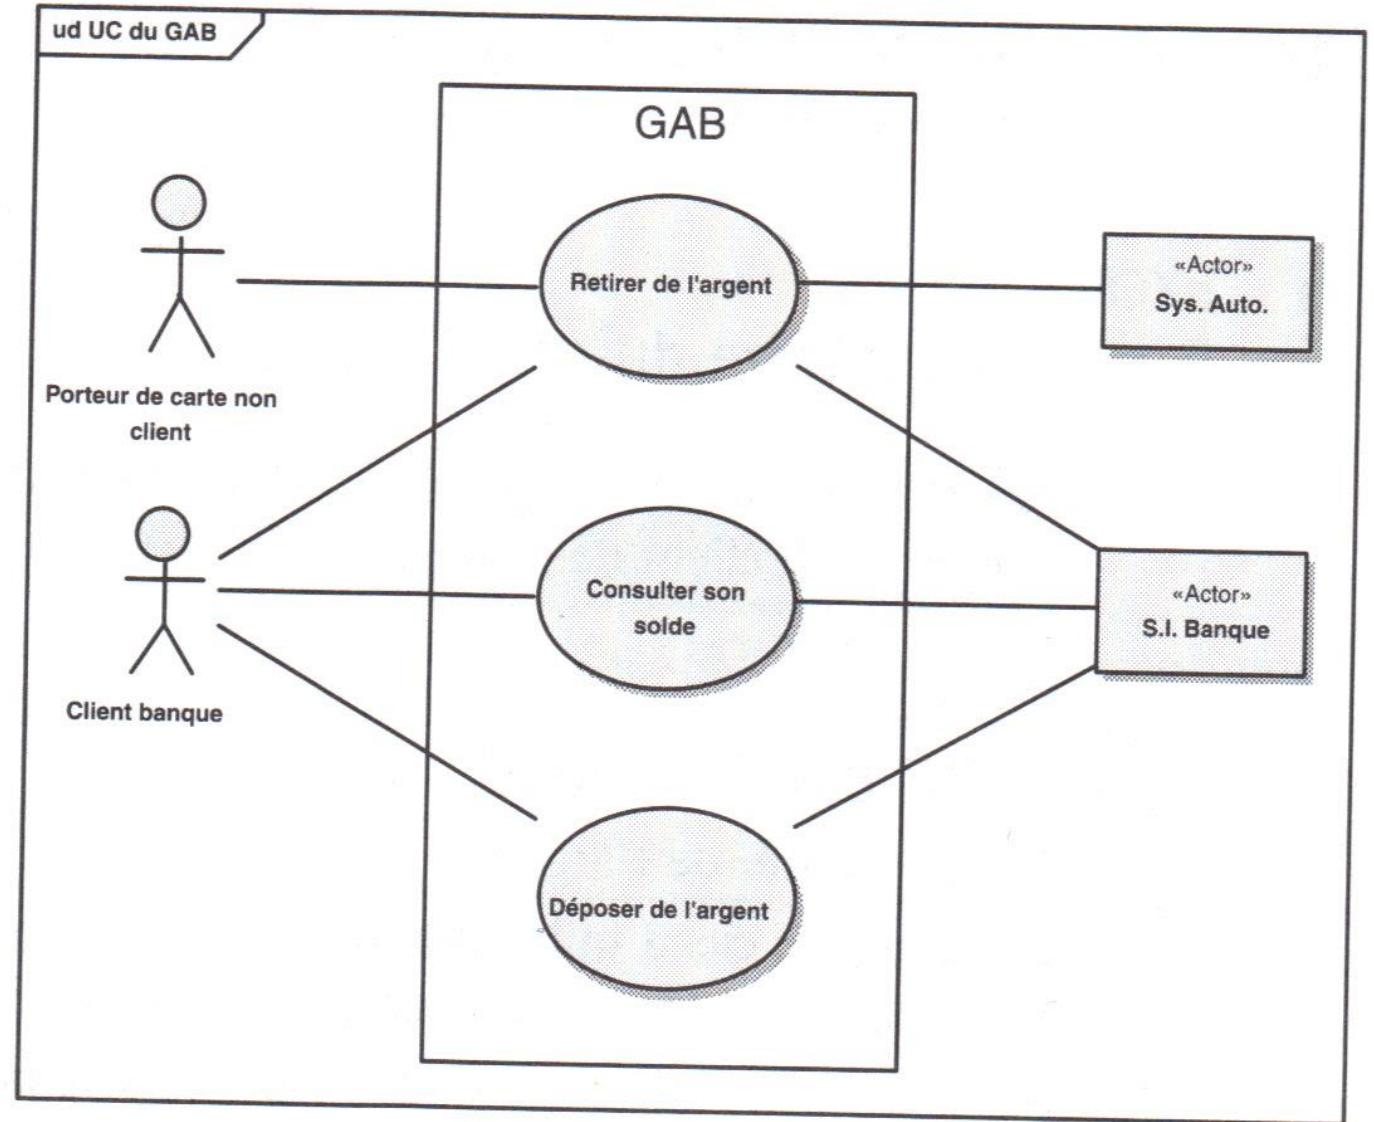 ud UC du GAB
GAB
Retirer de l'argent
«Actor»
Sys. Auto.
Porteur de carte non
client
Consulter son
solde
«Actor»
S.I. Banque
Client banque
Déposer de l'argent